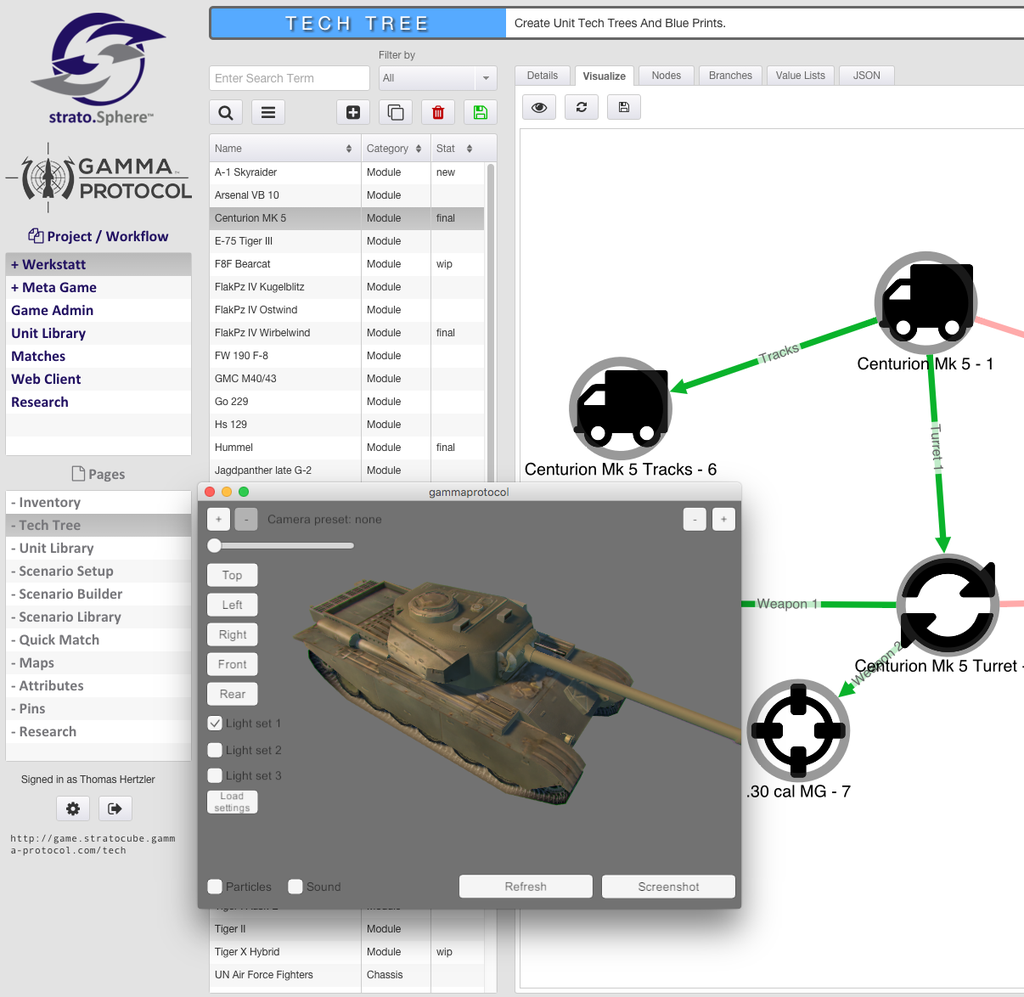 strato.Sphere™
GAMMA
PROTOCOL
Project / Workflow
+ Werkstatt
+ Meta Game
Game Admin
Unit Library
Matches
Web Client
Research
Pages
- Inventory
- Tech Tree
- Unit Library
- Scenario Setup
- Scenario Builder
- Scenario Library
- Quick Match
- Maps
- Attributes
- Pins
- Research
Signed in as Thomas Hertzler
http://game.stratocube.gamm
a-protocol.com/tech
TECH TREE
Create Unit Tech Trees And Blue Prints.
Filter by
Enter Search Term
All
Name Category Stat
A-1 Skyraider Module new
Arsenal VB 10 Module
Centurion MK 5 Module final
E-75 Tiger III Module
F8F Bearcat Module wip
FlakPz IV Kugelblitz Module
FlakPz IV Ostwind Module
FlakPz IV Wirbelwind Module final
FW 190 F-8 Module
GMC M40/43 Module
Go 229 Module
Hs 129 Module
Hummel Module final
Jagdpanther late G-2 Module
Tiger II Module
Tiger X Hybrid Module wip
UN Air Force Fighters Chassis
Details Visualize Nodes Branches Value Lists JSON
Centurion Mk 5 - 1
Tracks
Centurion Mk 5 Tracks - 6
Turret 1
Weapon 1
Centurion Mk 5 Turret -
Weapon 2
.30 cal MG - 7
gammaprotocol
+ - Camera preset: none - +
Top
Left
Right
Front
Rear
Light set 1
Light set 2
Light set 3
Load
settings
Particles Sound Refresh Screenshot